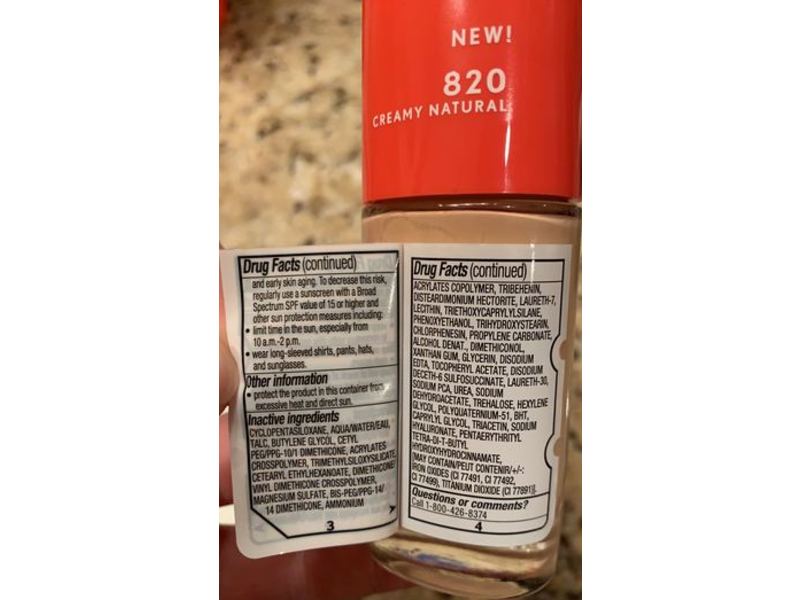 NEW!
820
CREAMY NATURAL
Drug Facts (continued)
and early skin aging. To decrease this risk,
regularly use a sunscreen with a Broad
Spectrum SPF value of 15 or higher and
other sun protection measures including:
• limit time in the sun, especially from
10 a.m.-2 p.m.
• wear long-sleeved shirts, pants, hats,
and sunglasses.
Other information
• protect the product in this container from
excessive heat and direct sun.
Inactive ingredients
CYCLOPENTASILOXANE, AQUA/WATER/EAU,
TALC, BUTYLENE GLYCOL, CETYL
PEG/PPG-10/1 DIMETHICONE, ACRYLATES
CROSSPOLYMER, TRIMETHYLSILOXYSILICATE,
CETEARYL ETHYLHEXANOATE, DIMETHICONE/
VINYL DIMETHICONE CROSSPOLYMER,
MAGNESIUM SULFATE, BIS-PEG/PPG-14/
14 DIMETHICONE, AMMONIUM
3
Drug Facts (continued)
ACRYLATES COPOLYMER, TRIBEHENIN,
DISTEARDIMONIUM HECTORITE, LAURETH-7,
LECITHIN, TRIETHOXYCAPRYLYLSILANE,
PHENOXYETHANOL, TRIHYDROXYSTEARIN,
CHLORPHENESIN, PROPYLENE CARBONATE,
ALCOHOL DENAT., DIMETHICONOL,
XANTHAN GUM, GLYCERIN, DISODIUM
EDTA, TOCOPHERYL ACETATE, DISODIUM
DECETH-6 SULFOSUCCINATE, LAURETH-30,
SODIUM PCA, UREA, SODIUM
DEHYDROACETATE, TREHALOSE, HEXYLENE
GLYCOL, POLYQUATERNIUM-51, BHT,
CAPRYLYL GLYCOL, TRIACETIN, SODIUM
HYALURONATE, PENTAERYTHRITYL
TETRA-DI-T-BUTYL
HYDROXYHYDROCINNAMATE,
[MAY CONTAIN/PEUT CONTENIR/+/-:
IRON OXIDES (CI 77491, CI 77492,
CI 77499), TITANIUM DIOXIDE (CI 77891)].
Questions or comments?
Call 1-800-426-8374
4